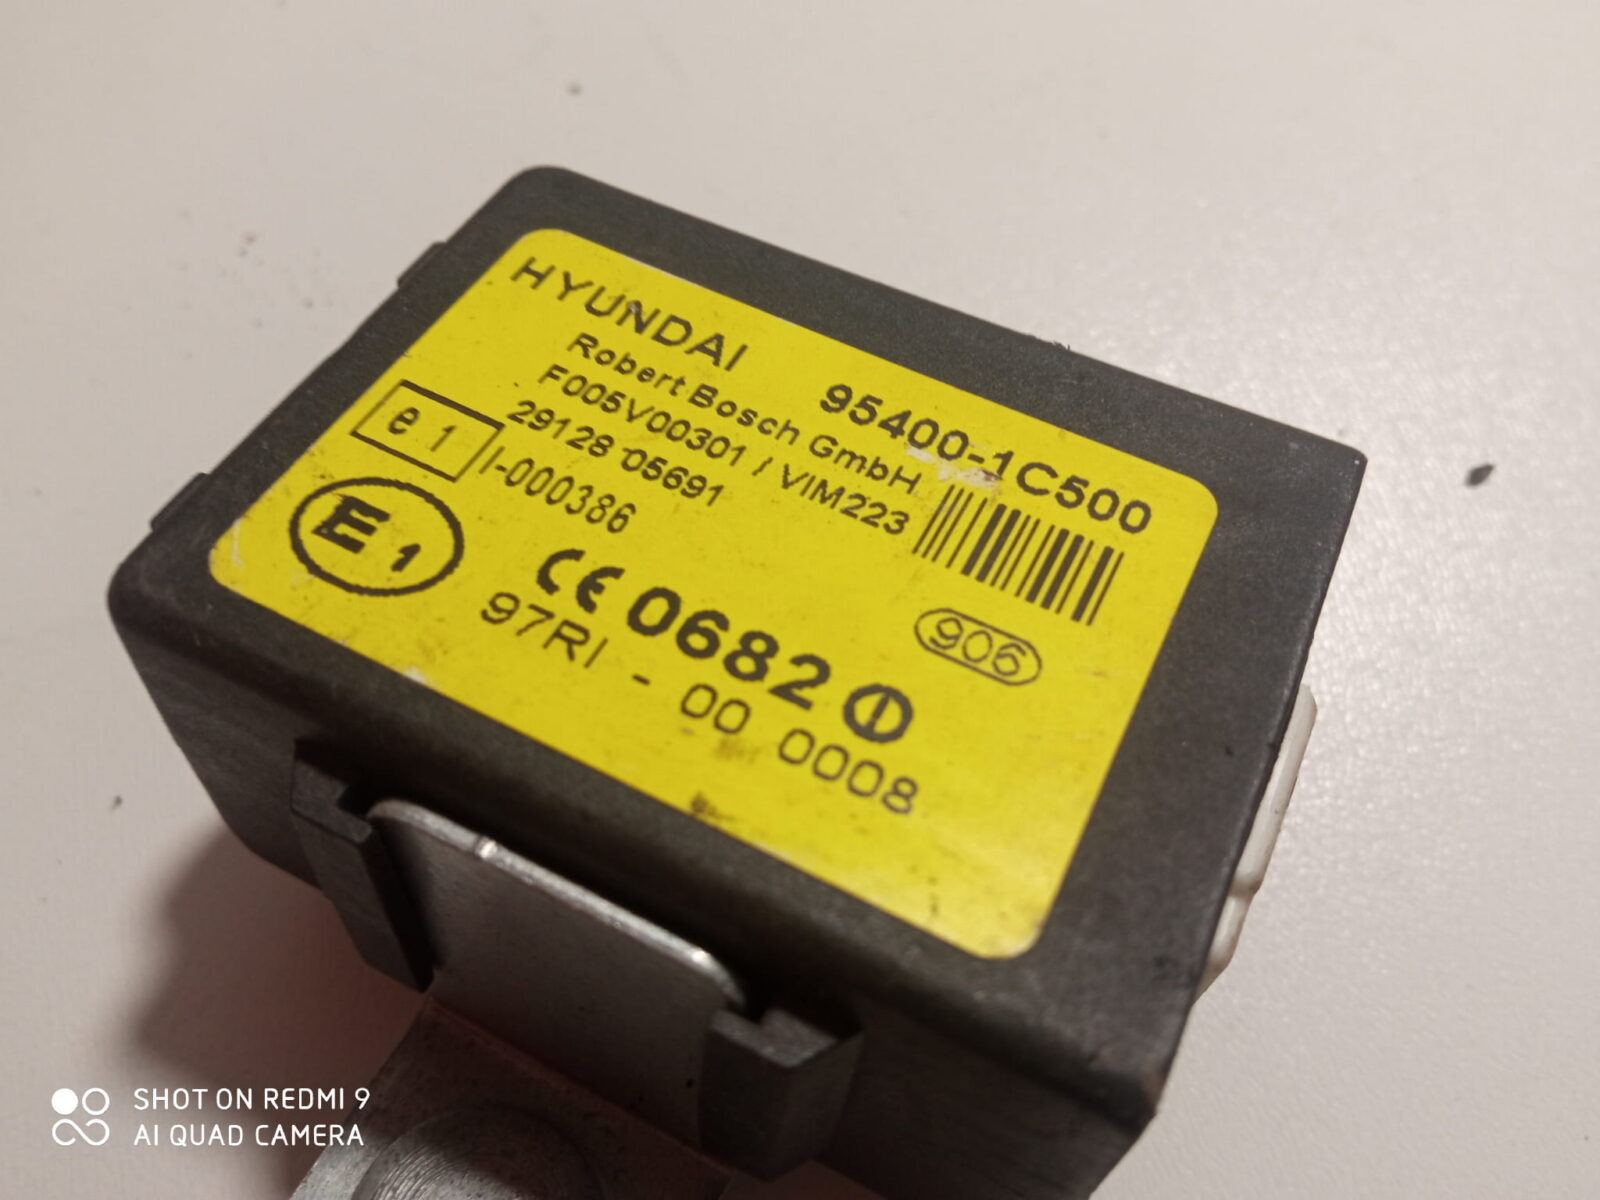 HYUNDAI 95400-1C500
Robert Bosch GmbH
F005V00301 / VIM223
29128 05691
e 1 I-000386
E 1
CE 0682
906
97RI - 00 0008
SHOT ON REDMI 9
AI QUAD CAMERA